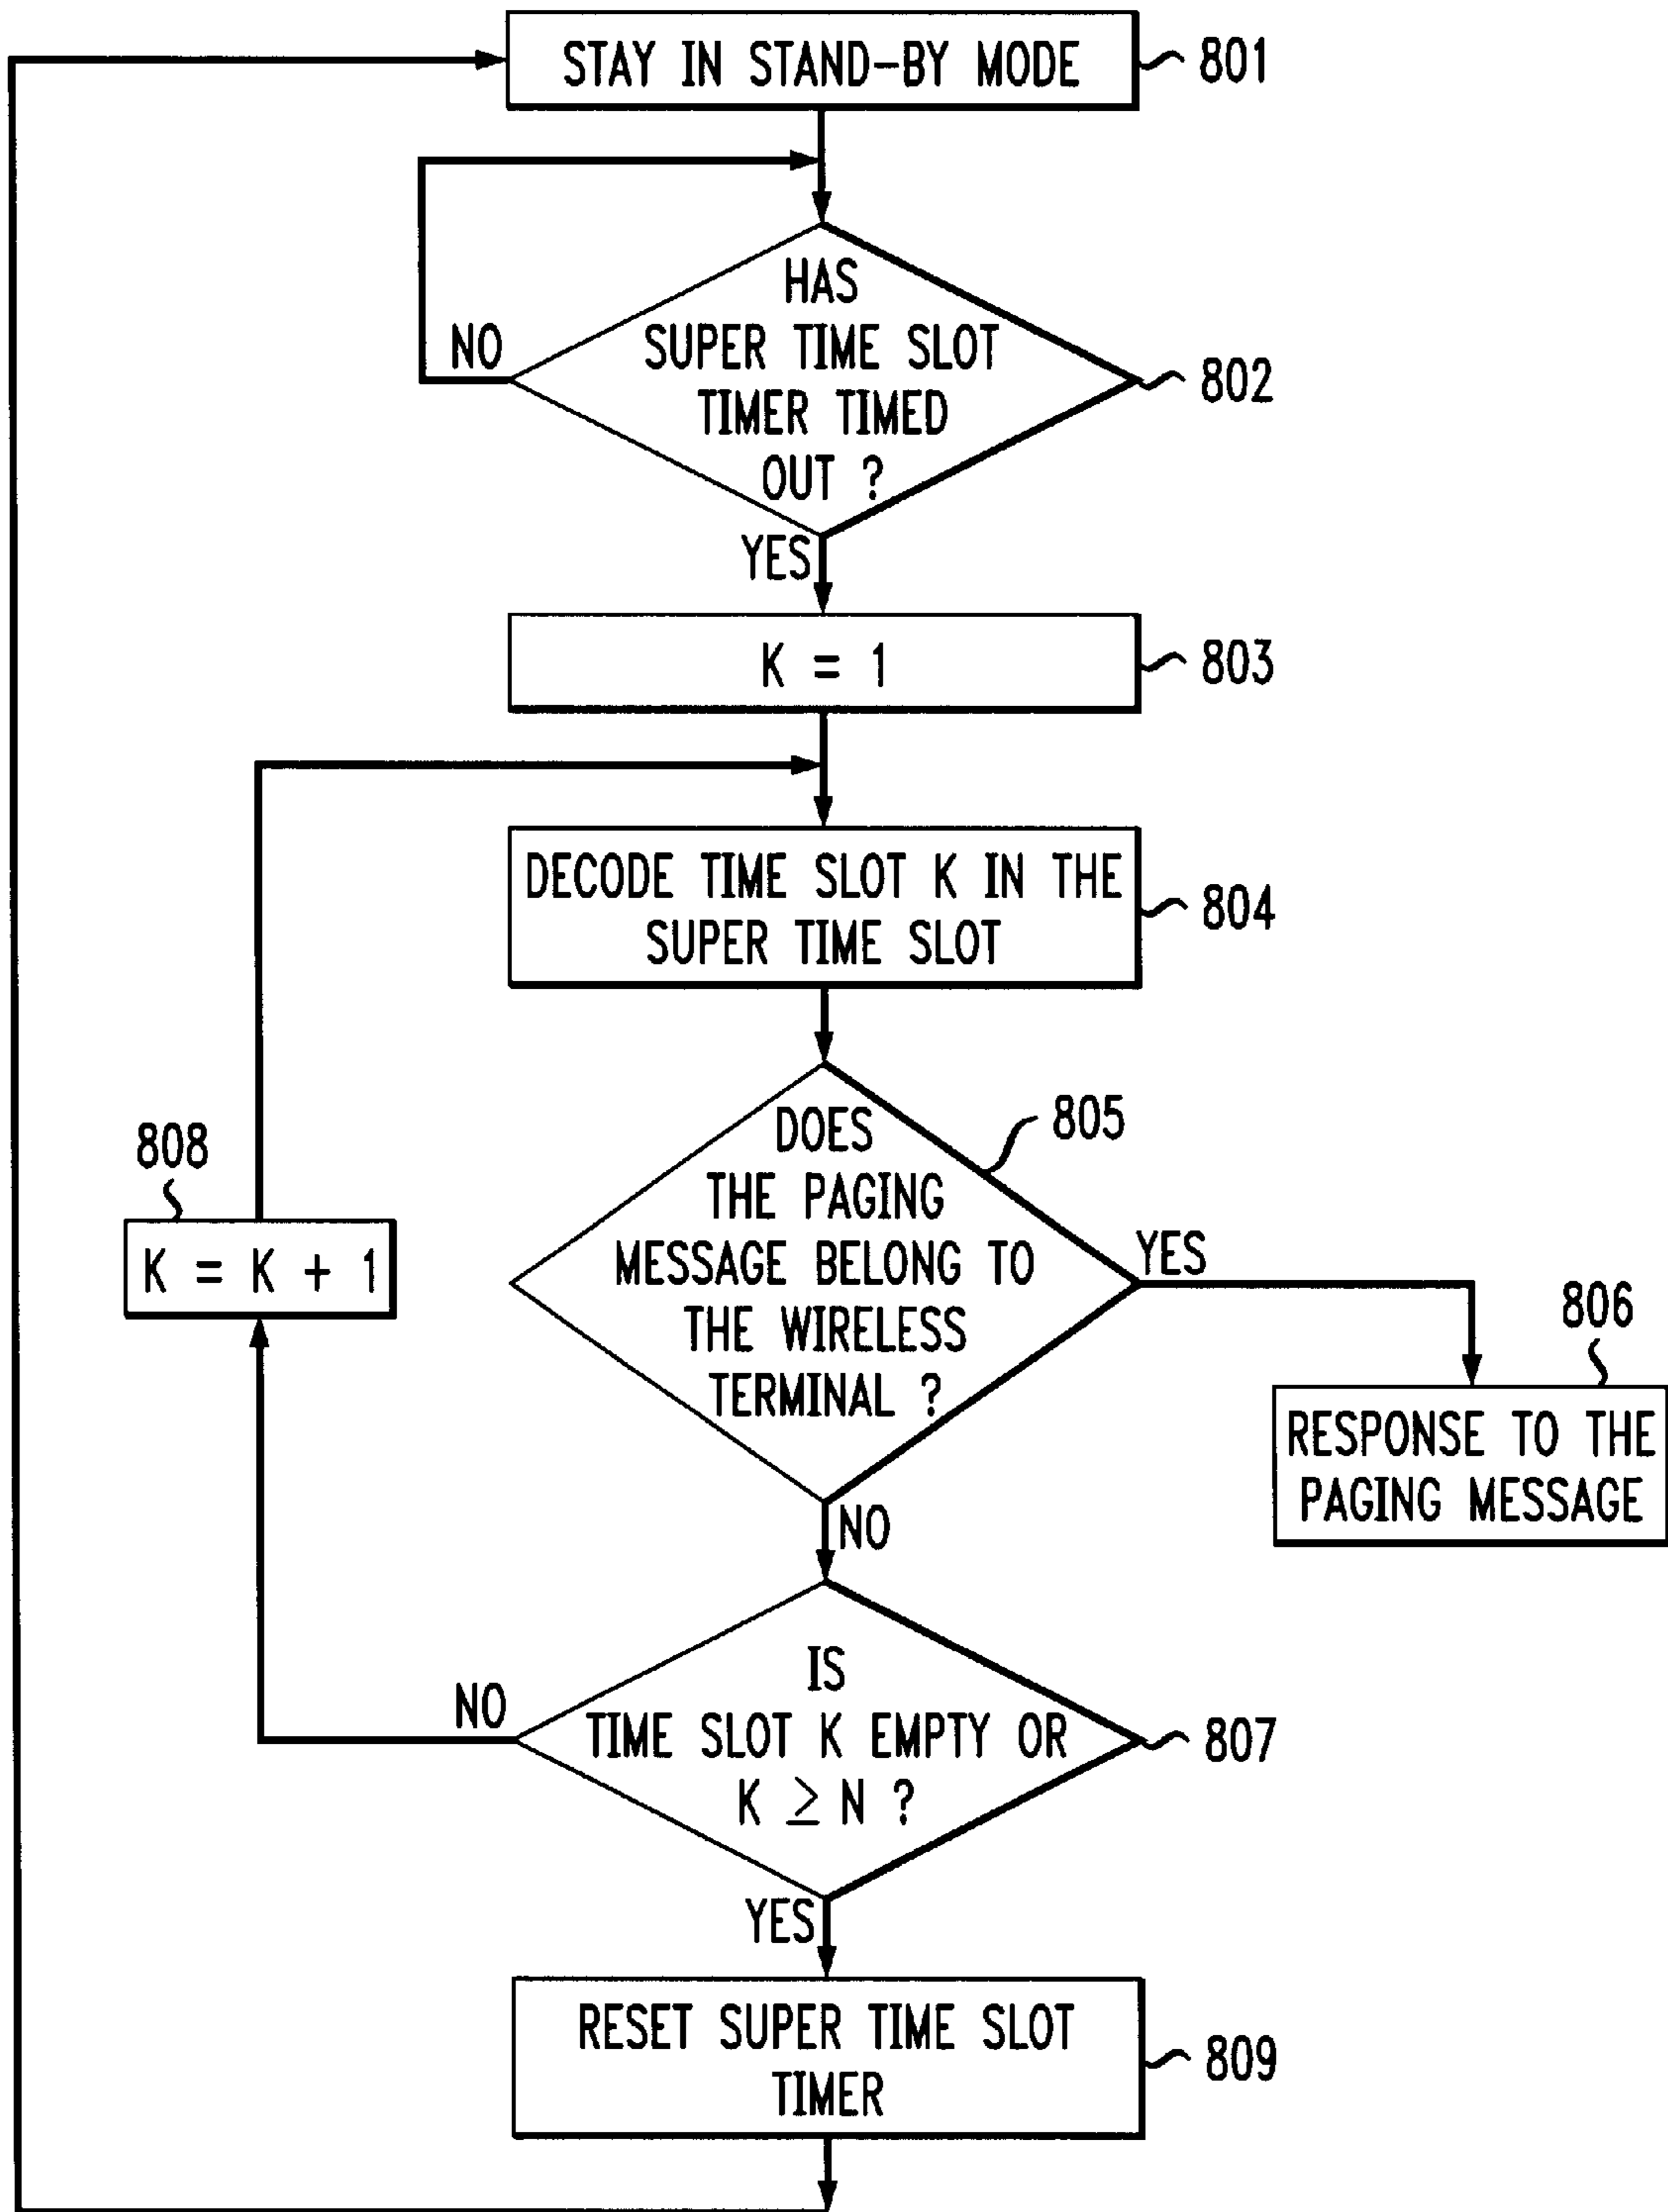 STAY IN STAND-BY MODE
801
HAS
SUPER TIME SLOT
TIMER TIMED
OUT ?
NO
802
YES
K = 1
803
DECODE TIME SLOT K IN THE
SUPER TIME SLOT
804
DOES
THE PAGING
MESSAGE BELONG TO
THE WIRELESS
TERMINAL ?
805
YES
808
K = K + 1
806
RESPONSE TO THE
PAGING MESSAGE
NO
IS
TIME SLOT K EMPTY OR
K ≥ N ?
NO
807
YES
RESET SUPER TIME SLOT
TIMER
809